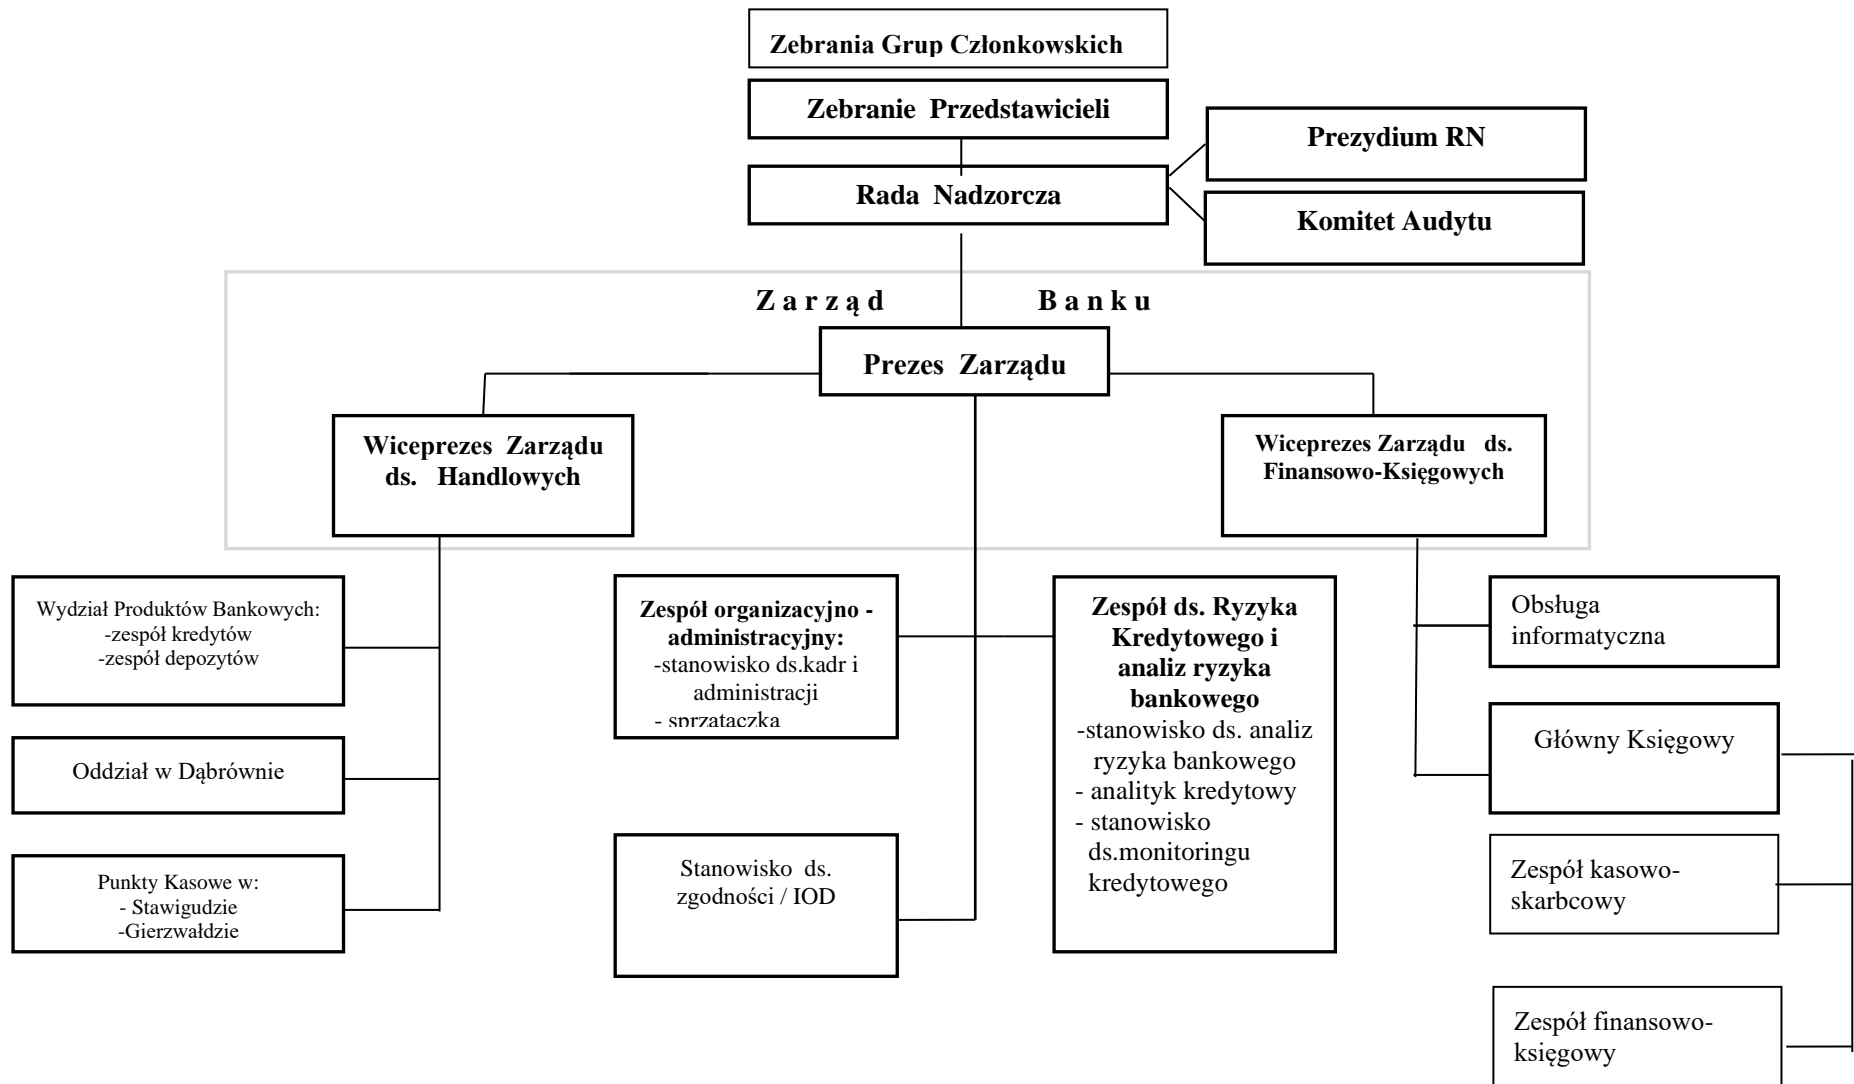 Zebrania Grup Członkowskich
Zebranie Przedstawicieli
Prezydium RN
Rada Nadzorcza
Komitet Audytu
Zarząd Banku
Prezes Zarządu
Wiceprezes Zarządu
ds. Handlowych
Wiceprezes Zarządu ds.
Finansowo-Księgowych
Wydział Produktów Bankowych:
-zespół kredytów
-zespół depozytów
Oddział w Dąbrównie
Punkty Kasowe w:
- Stawigudzie
-Gierzwałdzie
Zespół organizacyjno -
administracyjny:
-stanowisko ds.kadr i
administracji
- sprzątaczka
Stanowisko ds.
zgodności / IOD
Zespół ds. Ryzyka
Kredytowego i
analiz ryzyka
bankowego
-stanowisko ds. analiz
ryzyka bankowego
- analityk kredytowy
- stanowisko
ds.monitoringu
kredytowego
Obsługa
informatyczna
Główny Księgowy
Zespół kasowo-
skarbcowy
Zespół finansowo-
księgowy